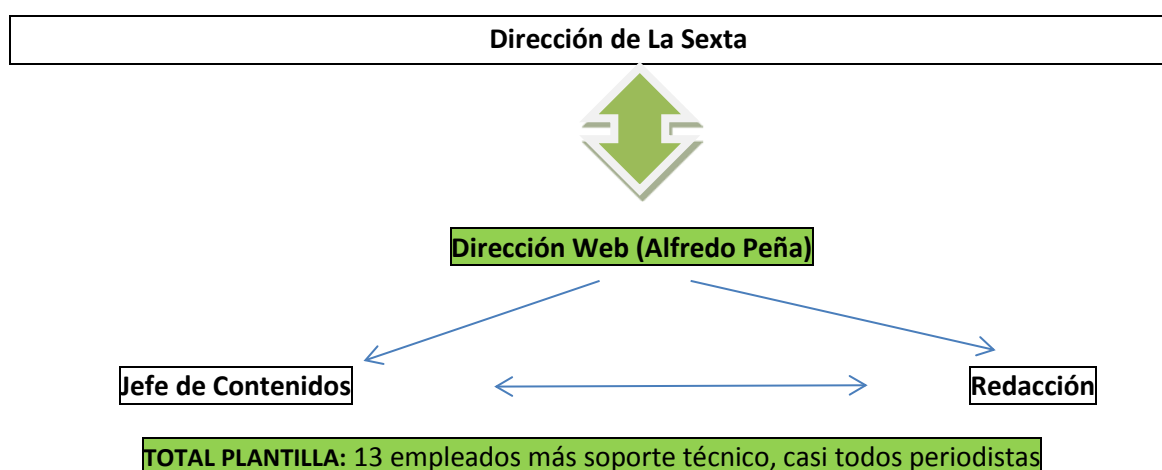 Dirección de La Sexta
Dirección Web (Alfredo Peña)
Jefe de Contenidos
Redacción
TOTAL PLANTILLA: 13 empleados más soporte técnico, casi todos periodistas